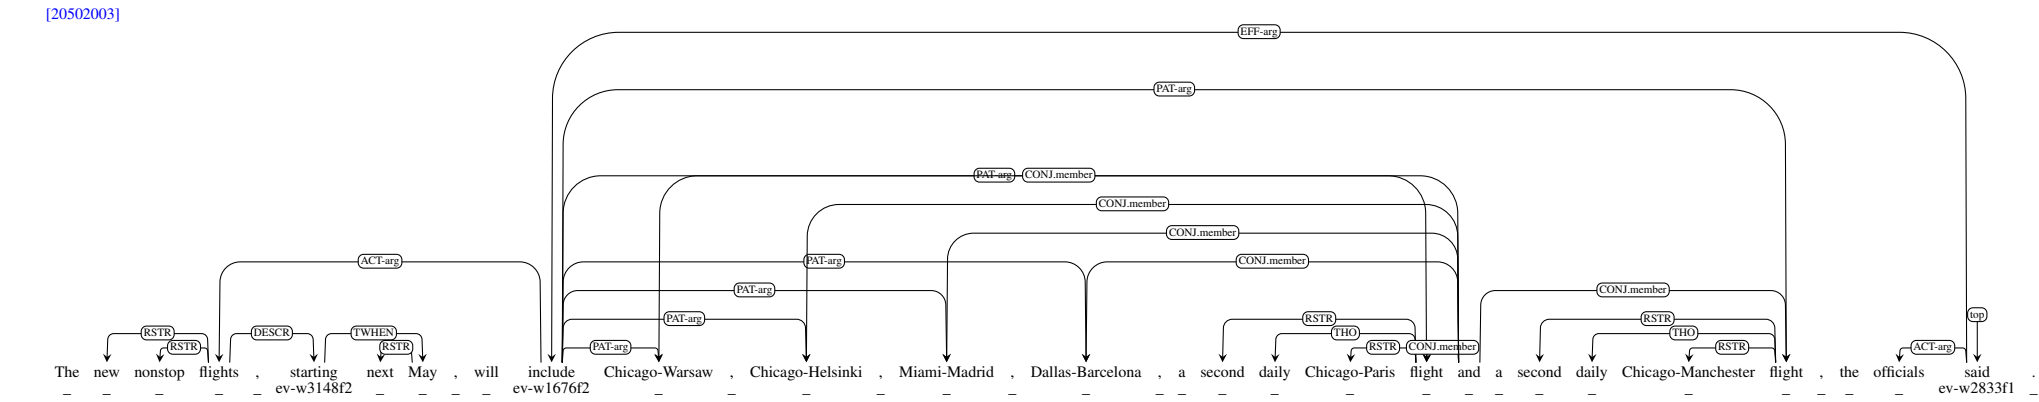 [20502003]
EFF-arg
PAT-arg
PAT-arg CONJ.member
CONJ.member
CONJ.member
ACT-arg PAT-arg CONJ.member
PAT-arg CONJ.member
PAT-arg RSTR RSTR top
RSTR DESCR TWHEN THO THO
RSTR RSTR PAT-arg RSTR CONJ.member RSTR ACT-arg
The new nonstop flights , starting next May , will include Chicago-Warsaw , Chicago-Helsinki , Miami-Madrid , Dallas-Barcelona , a second daily Chicago-Paris flight and a second daily Chicago-Manchester flight , the officials said .
_ _ _ _ _ ev-w3148f2 _ _ _ _ ev-w1676f2 _ _ _ _ _ _ _ _ _ _ _ _ _ _ _ _ _ _ _ _ _ _ ev-w2833f1 _